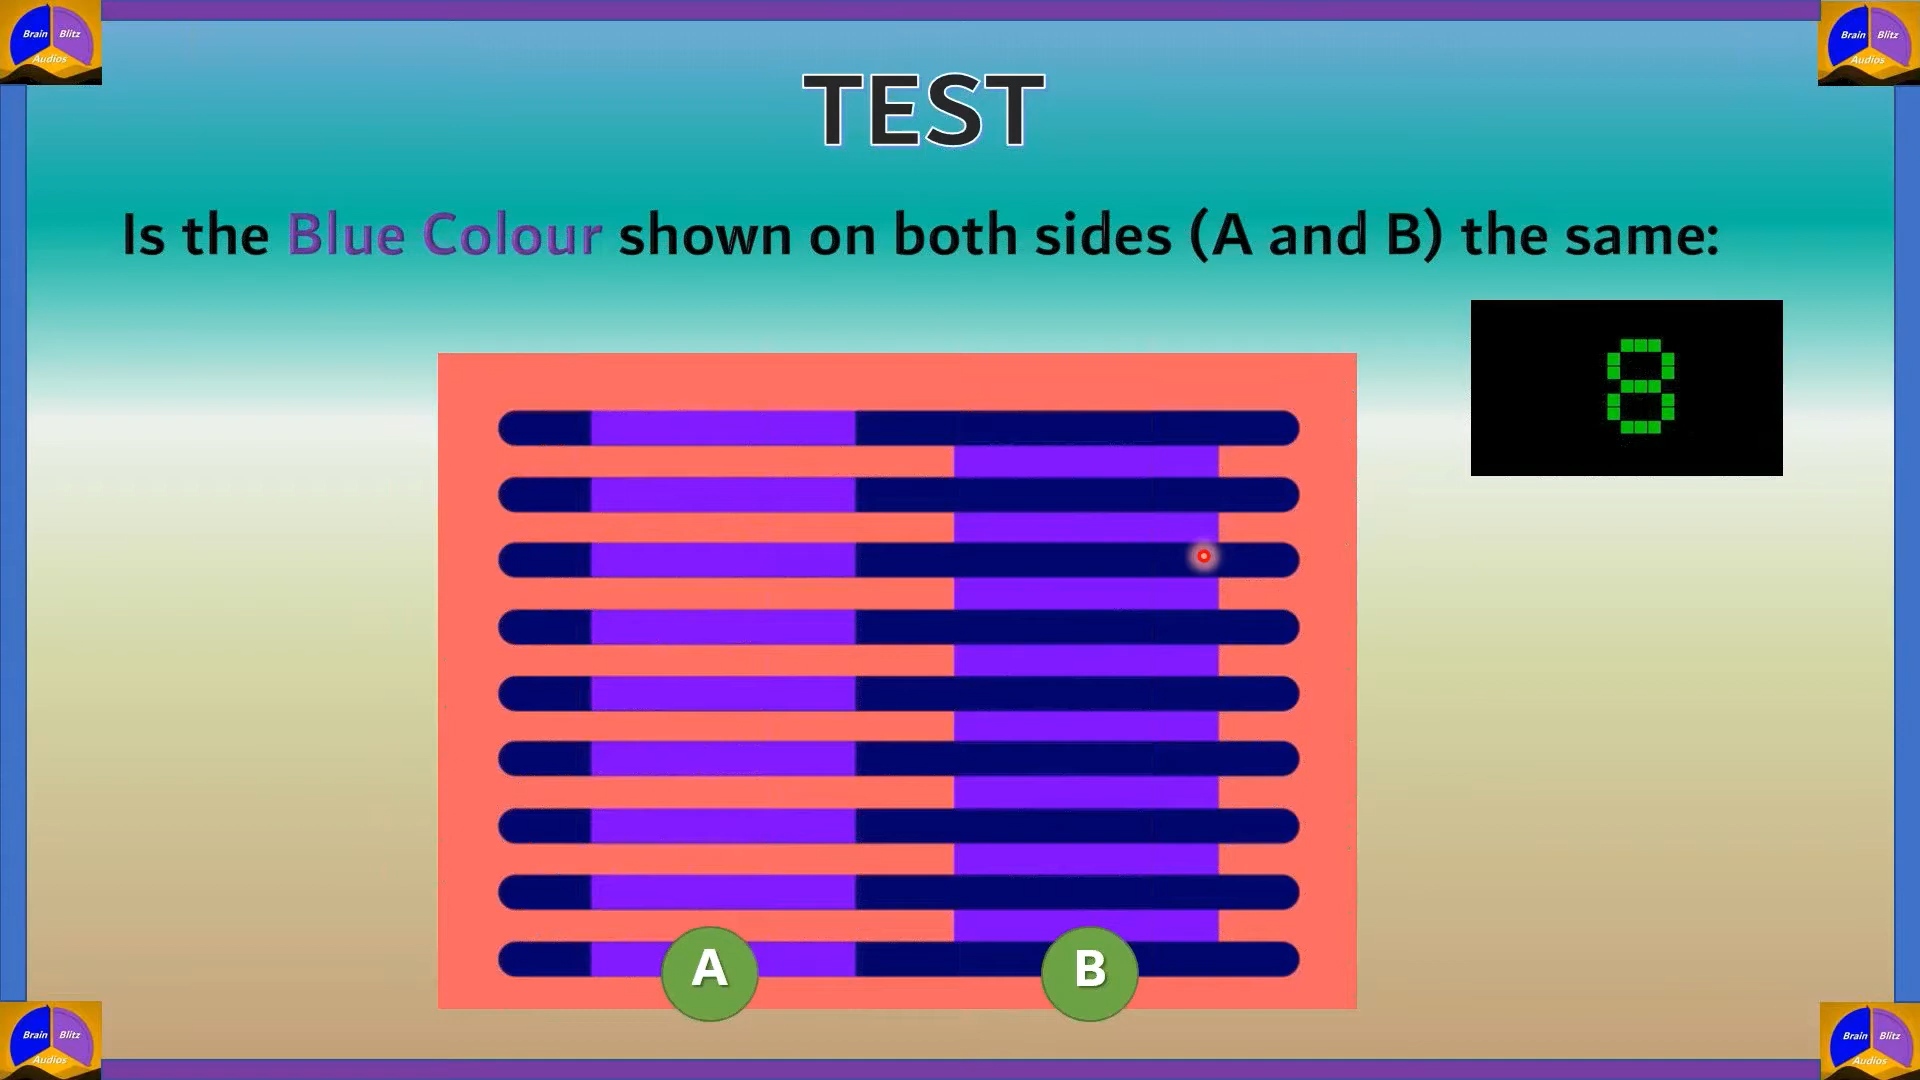 Brain Blitz
Audios
Brain Blitz
Audios
TEST
Is the Blue Colour shown on both sides (A and B) the same:
8
A
B
Brain Blitz
Audios
Brain Blitz
Audios